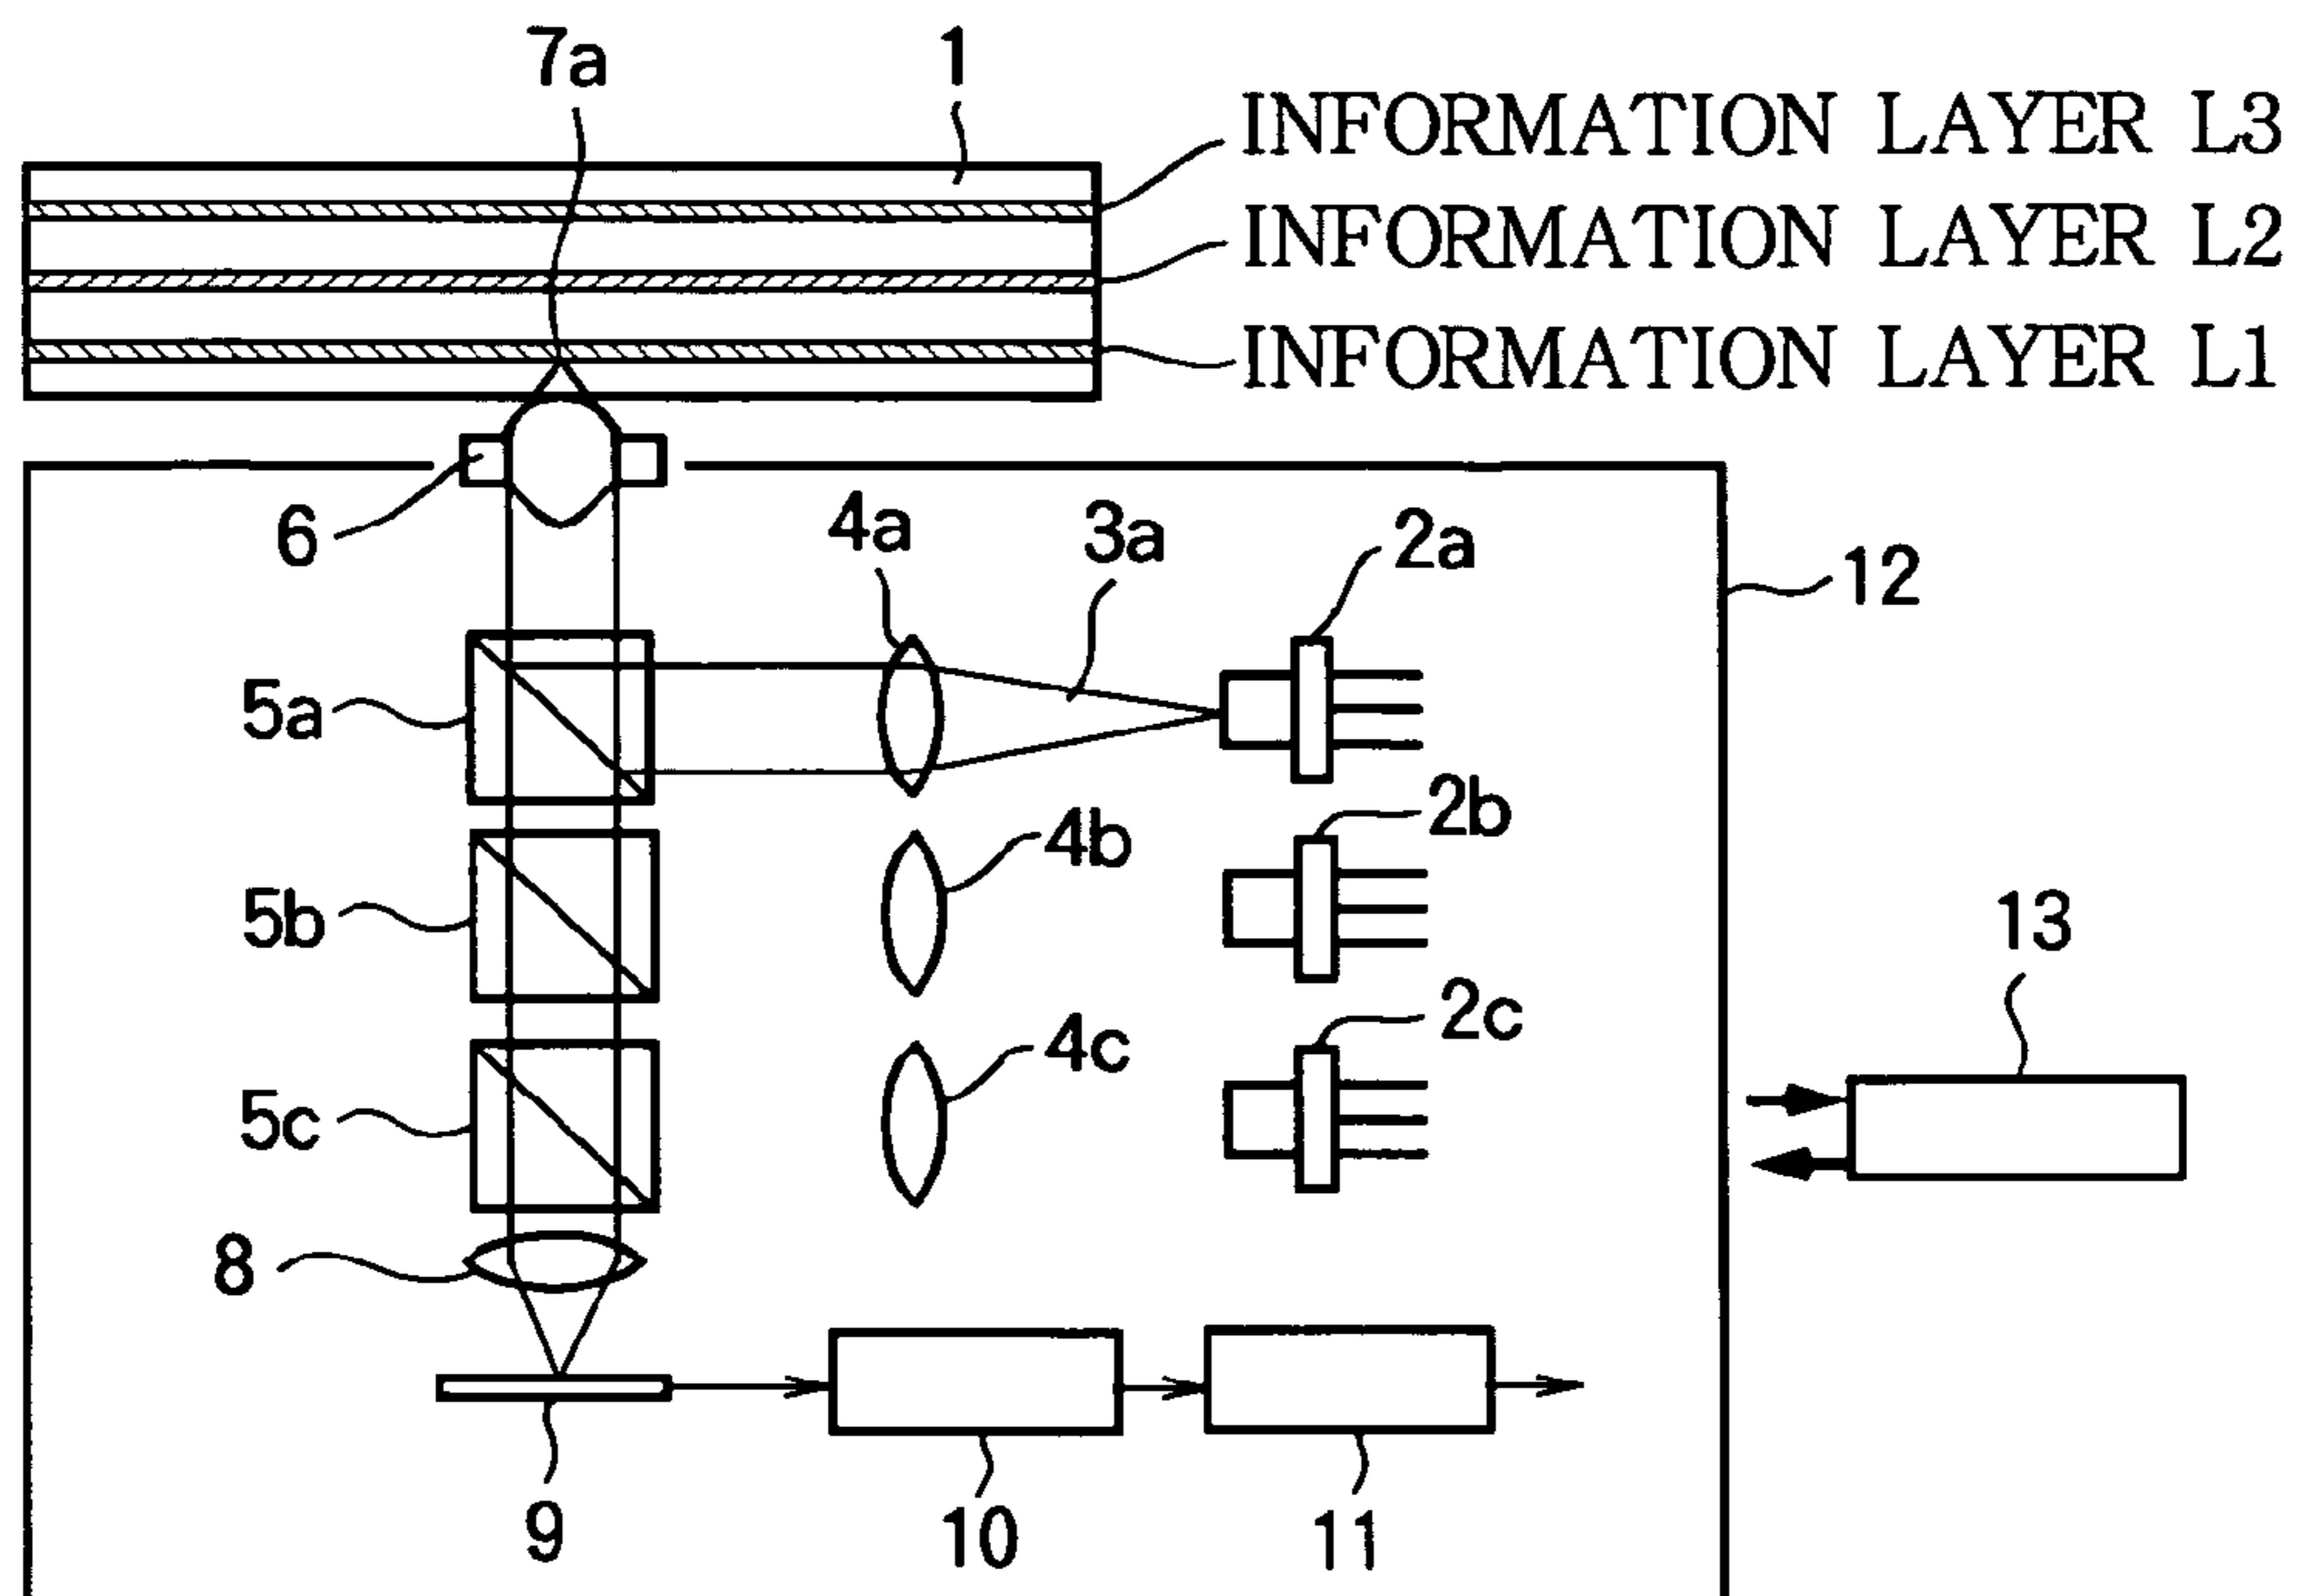 7a
1
INFORMATION LAYER L3
INFORMATION LAYER L2
INFORMATION LAYER L1
6
4a
3a
2a
12
5a
2b
4b
5b
13
2c
4c
5c
8
9
10
11